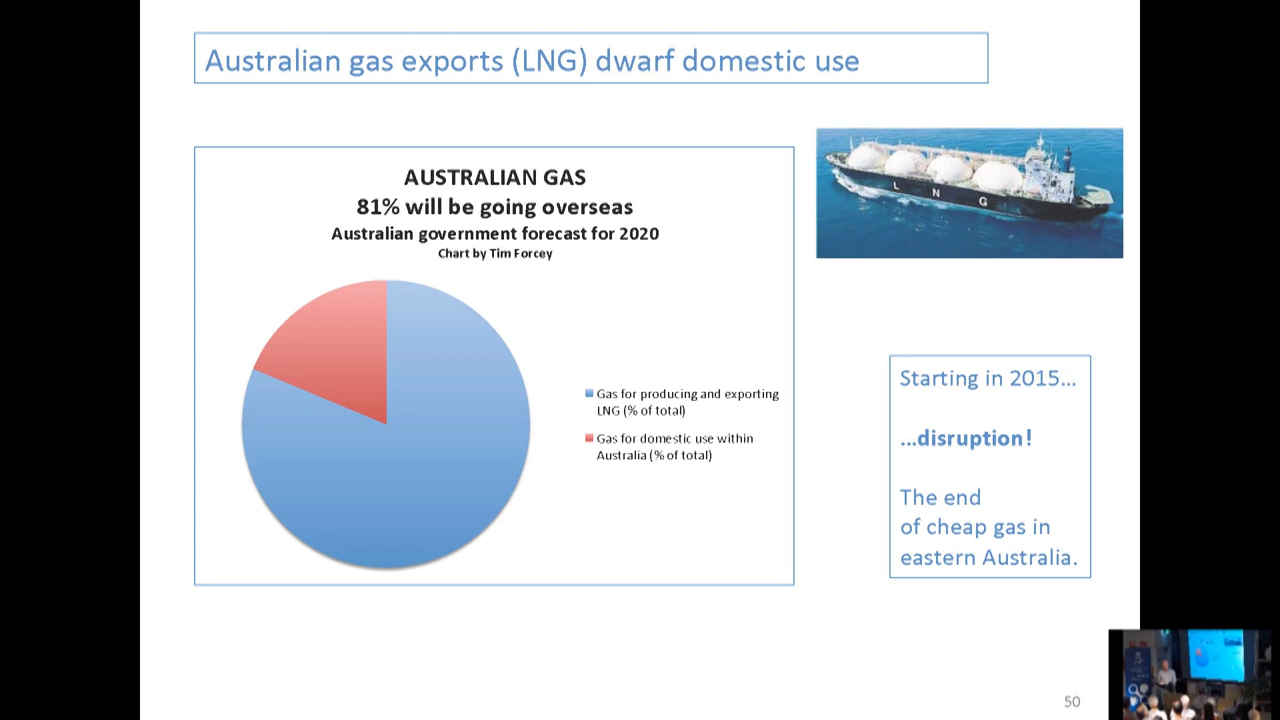 Australian gas exports (LNG) dwarf domestic use
AUSTRALIAN GAS
81% will be going overseas
Australian government forecast for 2020
Chart by Tim Forcey
L N G
Gas for producing and exporting
LNG (% of total)
Gas for domestic use within
Australia (% of total)
Starting in 2015...
...disruption!
The end
of cheap gas in
eastern Australia.
50